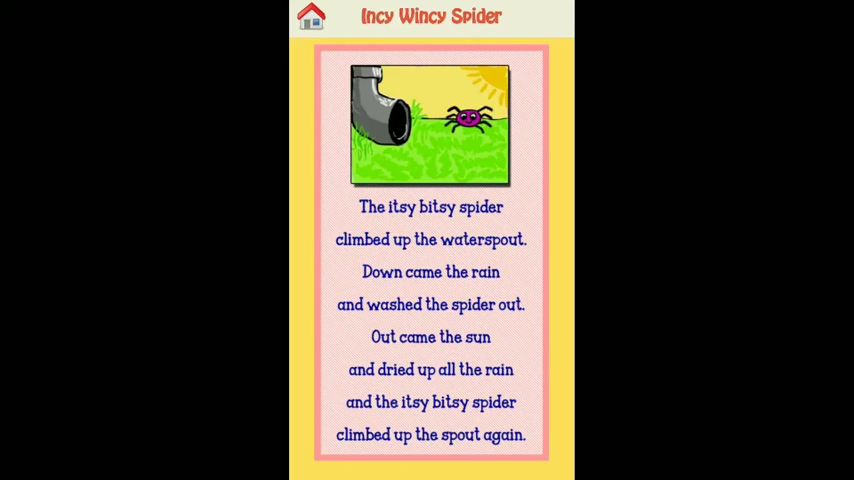 Incy Wincy Spider
The itsy bitsy spider
climbed up the waterspout.
Down came the rain
and washed the spider out.
Out came the sun
and dried up all the rain
and the itsy bitsy spider
climbed up the spout again.